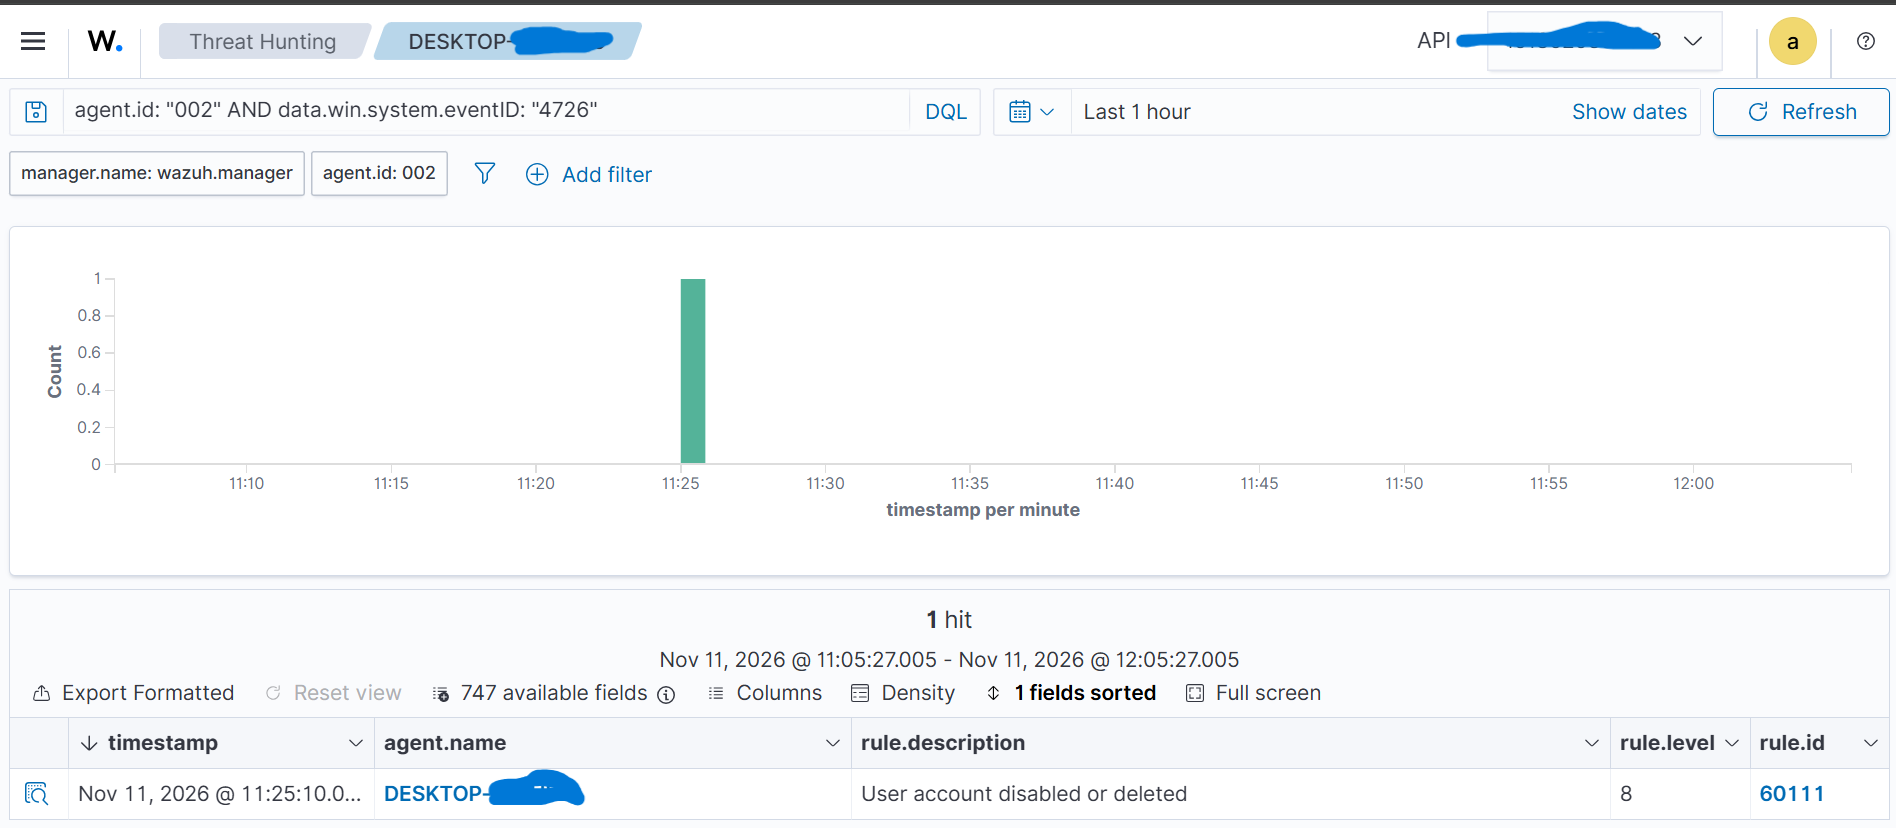 W. Threat Hunting DESKTOP- API a
agent.id: "002" AND data.win.system.eventID: "4726" DQL Last 1 hour Show dates Refresh
manager.name: wazuh.manager agent.id: 002 Add filter
1
0.8
0.6
0.4
0.2
0
Count
11:10 11:15 11:20 11:25 11:30 11:35 11:40 11:45 11:50 11:55 12:00
timestamp per minute
1 hit
Nov 11, 2026 @ 11:05:27.005 - Nov 11, 2026 @ 12:05:27.005
Export Formatted Reset view 747 available fields Columns Density 1 fields sorted Full screen
timestamp agent.name rule.description rule.level rule.id
Nov 11, 2026 @ 11:25:10.0... DESKTOP- User account disabled or deleted 8 60111